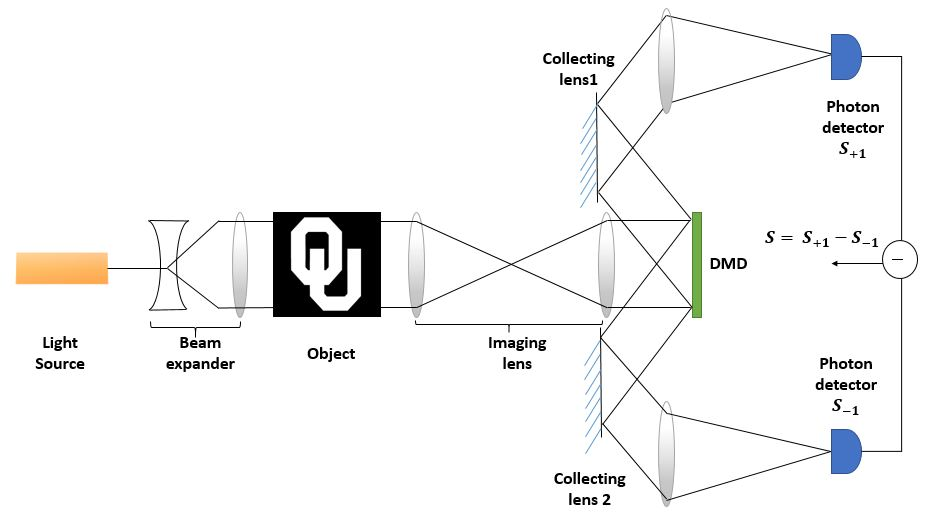 Collecting
lens1
Photon
detector
S₊₁
OU
S = S₊₁ − S₋₁
−
DMD
Light
Source
Beam
expander
Object
Imaging
lens
Photon
detector
S₋₁
Collecting
lens 2